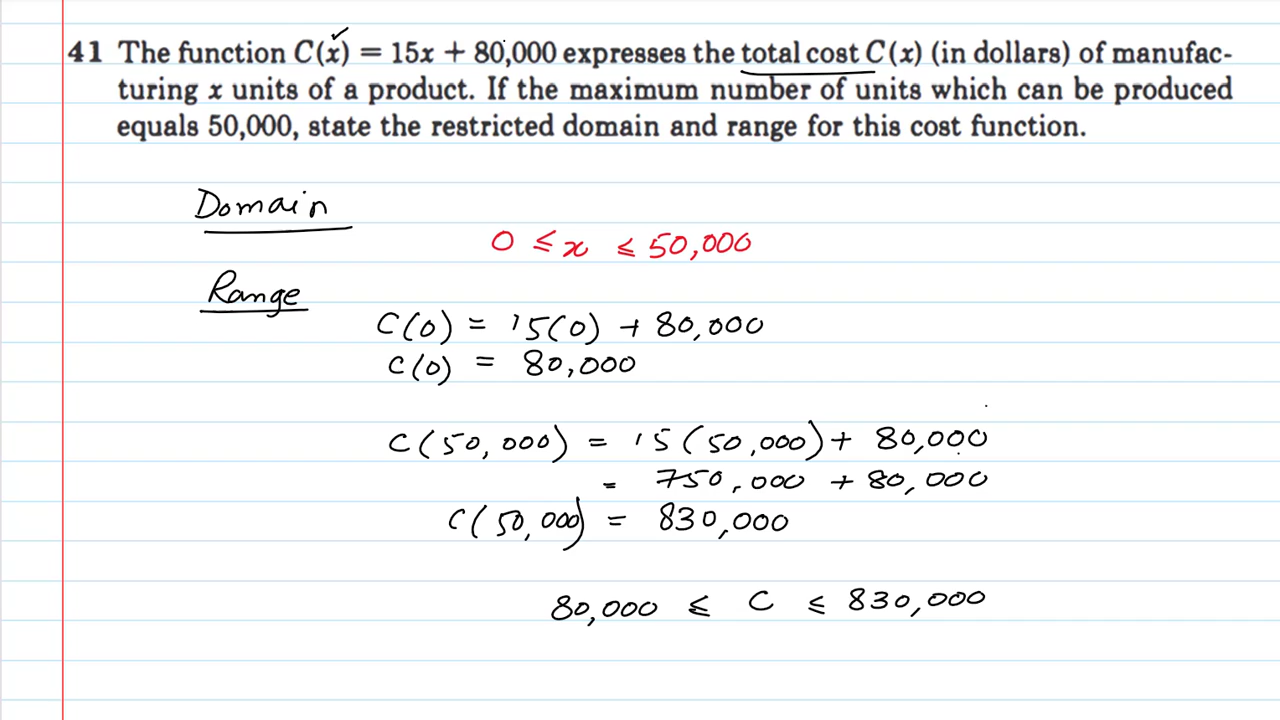 41 The function C(x) = 15x + 80,000 expresses the total cost C(x) (in dollars) of manufac-
turing x units of a product. If the maximum number of units which can be produced
equals 50,000, state the restricted domain and range for this cost function.
Domain
0 ≤ x ≤ 50,000
Range
C(0) = 15(0) + 80,000
C(0) = 80,000
C(50,000) = 15(50,000) + 80,000
= 750,000 + 80,000
C(50,000) = 830,000
80,000 ≤ C ≤ 830,000